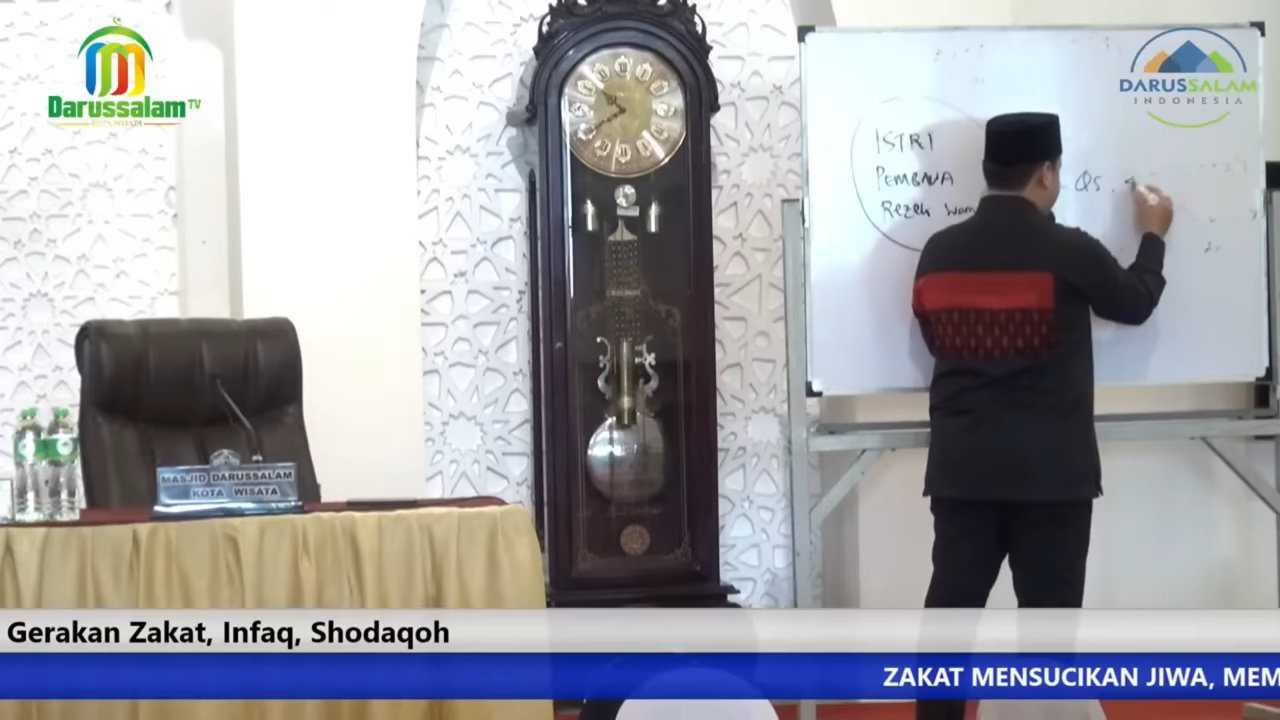 Darussalam TV
KOTA WISATA
DARUSSALAM
INDONESIA
ISTRI
PEMBAWA
Rezeki
QS.
MASJID DARUSSALAM
KOTA WISATA
Gerakan Zakat, Infaq, Shodaqoh
ZAKAT MENSUCIKAN JIWA, MEM